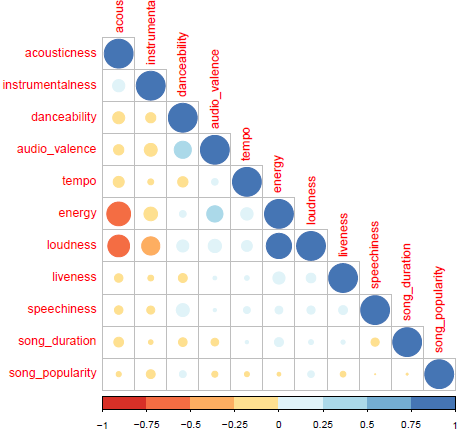 acous
instrumenta
danceability
audio_valence
tempo
energy
loudness
liveness
speechiness
song_duration
song_popularity
acousticness
instrumentalness
danceability
audio_valence
tempo
energy
loudness
liveness
speechiness
song_duration
song_popularity
−1 −0.75 −0.5 −0.25 0 0.25 0.5 0.75 1